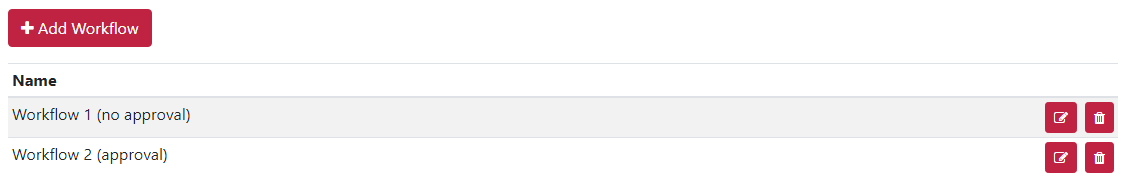 Add Workflow
Name
Workflow 1 (no approval)
Workflow 2 (approval)